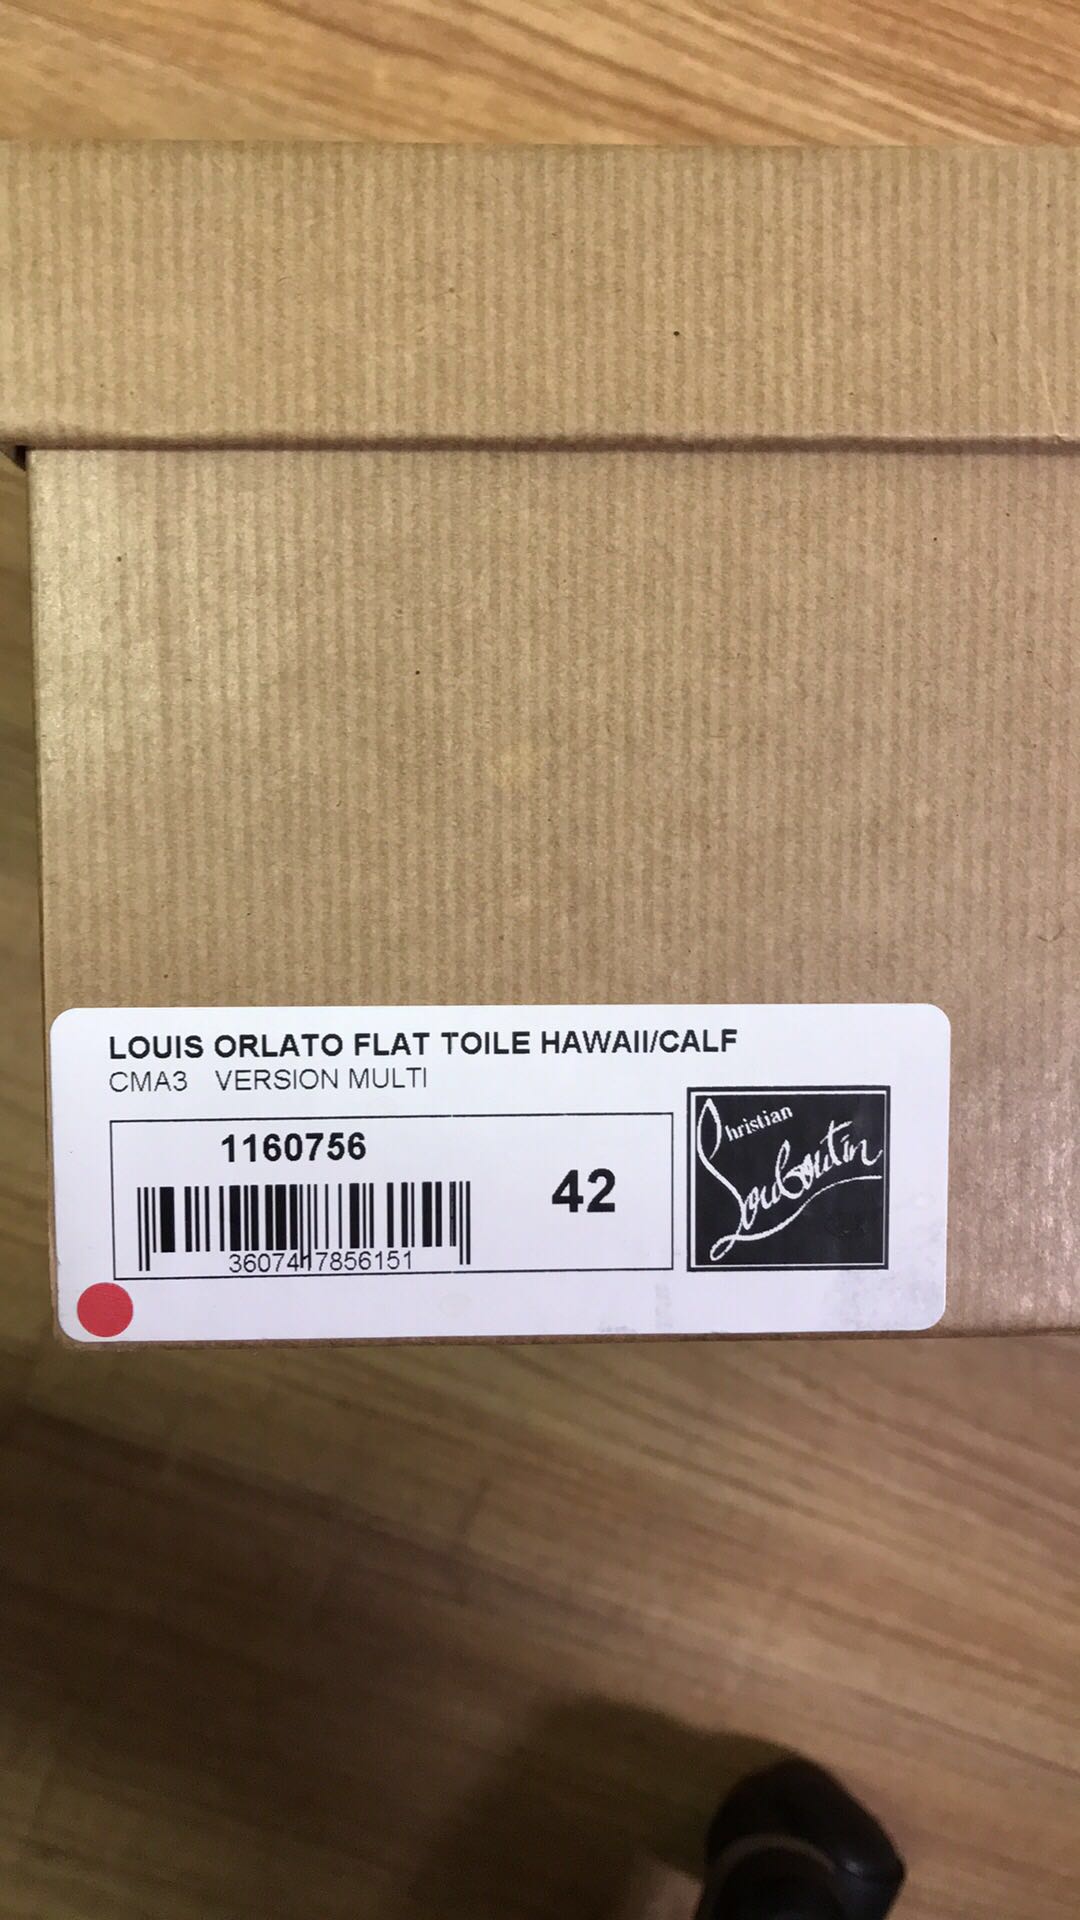 LOUIS ORLATO FLAT TOILE HAWAII/CALF
CMA3 VERSION MULTI
1160756
42
3607417856151
Christian
Louboutin